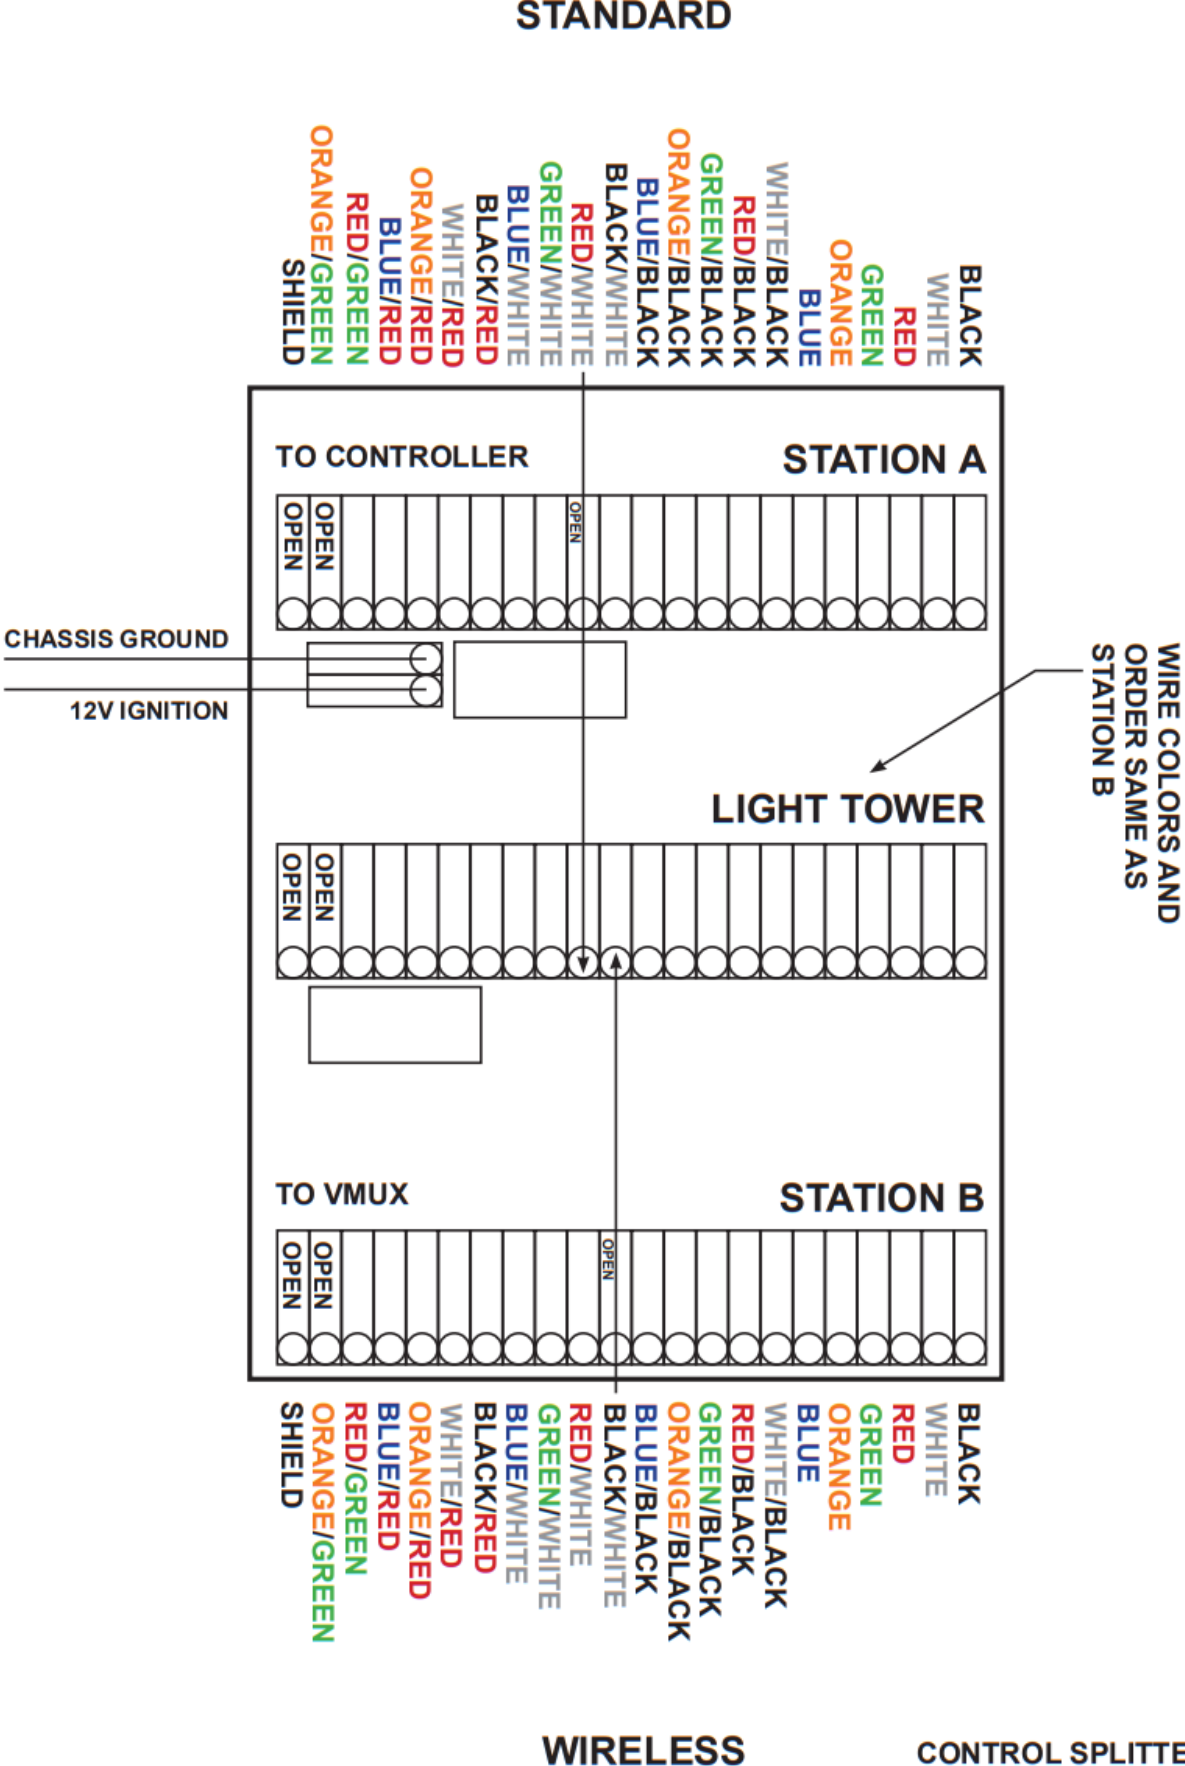 STANDARD
SHIELD
ORANGE/GREEN
RED/GREEN
BLUE/RED
ORANGE/RED
WHITE/RED
BLACK/RED
BLUE/WHITE
GREEN/WHITE
RED/WHITE
BLACK/WHITE
BLUE/BLACK
ORANGE/BLACK
GREEN/BLACK
RED/BLACK
WHITE/BLACK
BLUE
ORANGE
GREEN
RED
WHITE
BLACK
TO CONTROLLER
STATION A
OPEN
OPEN
OPEN
CHASSIS GROUND
12V IGNITION
WIRE COLORS AND
ORDER SAME AS
STATION B
LIGHT TOWER
OPEN
OPEN
TO VMUX
STATION B
OPEN
OPEN
OPEN
SHIELD
ORANGE/GREEN
RED/GREEN
BLUE/RED
ORANGE/RED
WHITE/RED
BLACK/RED
BLUE/WHITE
GREEN/WHITE
RED/WHITE
BLACK/WHITE
BLUE/BLACK
ORANGE/BLACK
GREEN/BLACK
RED/BLACK
WHITE/BLACK
BLUE
ORANGE
GREEN
RED
WHITE
BLACK
WIRELESS
CONTROL SPLITTE